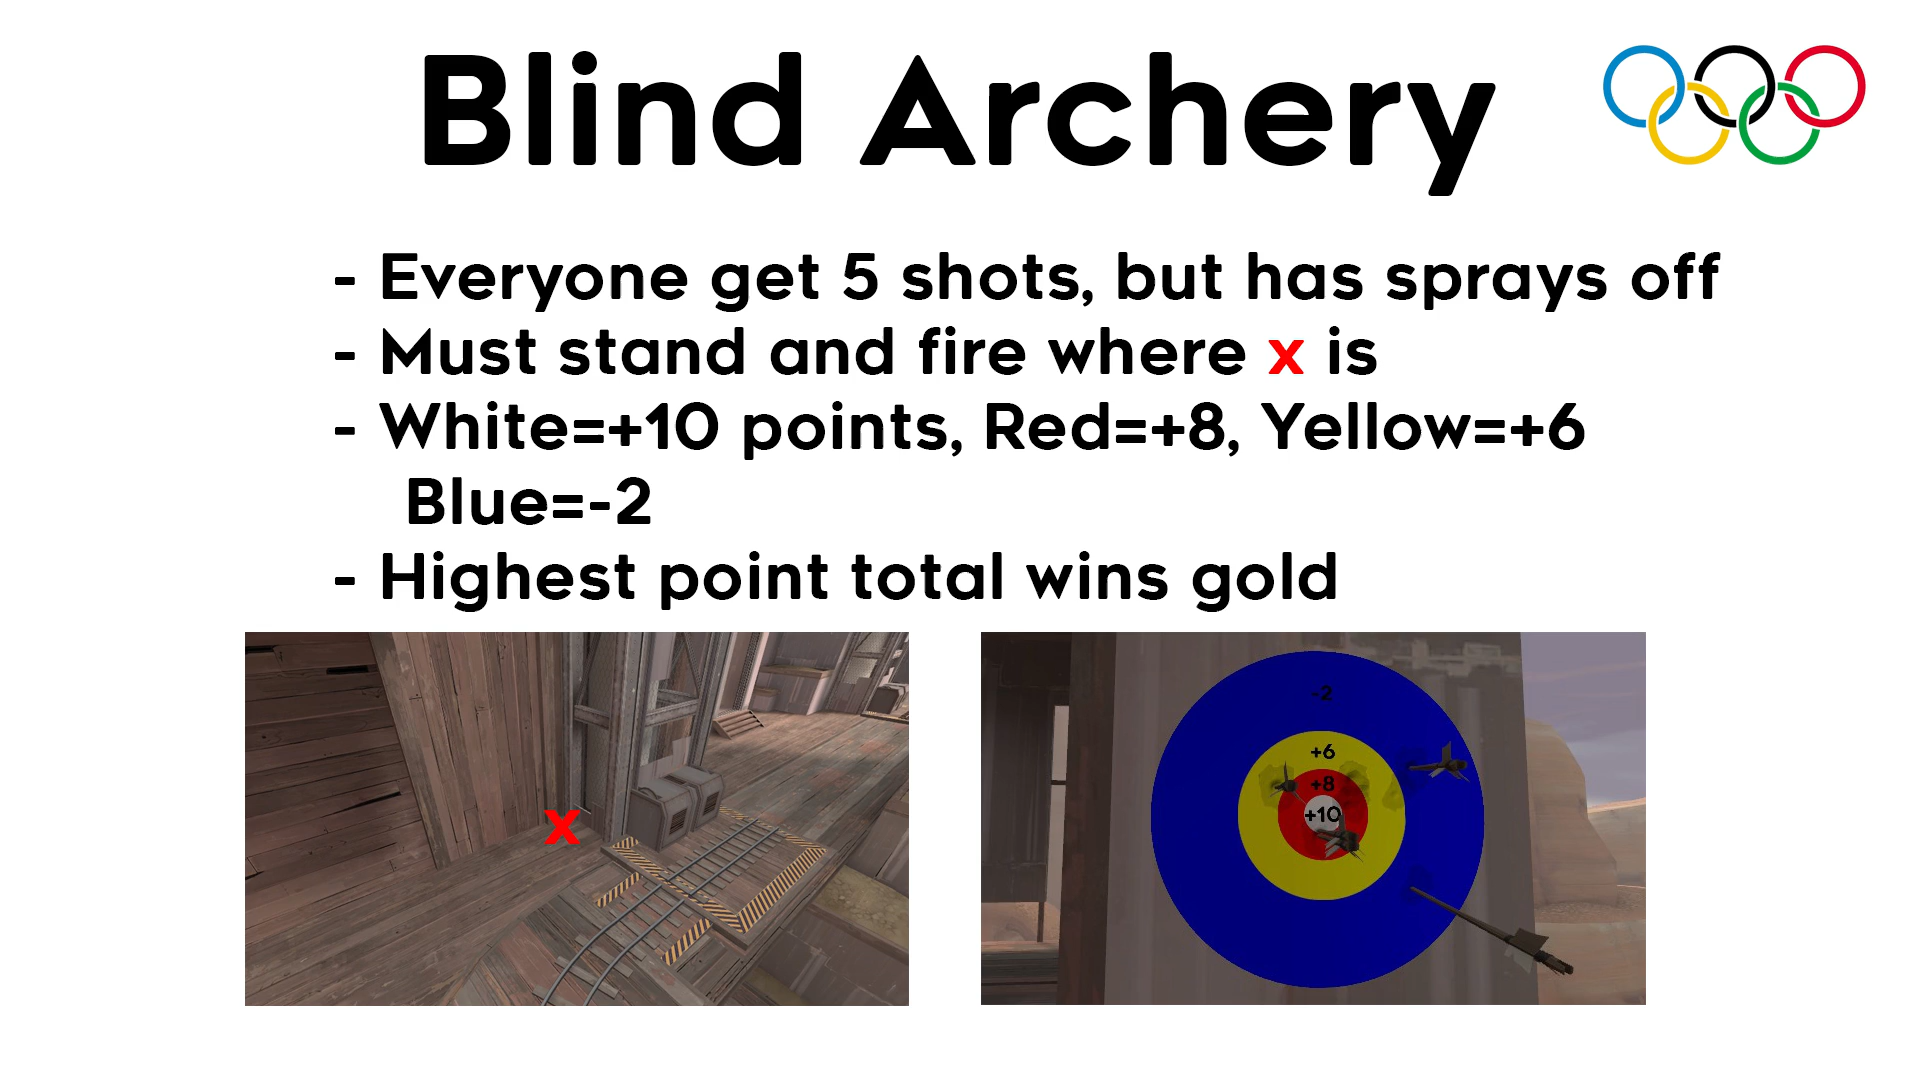 Blind Archery
- Everyone get 5 shots, but has sprays off
- Must stand and fire where x is
- White=+10 points, Red=+8, Yellow=+6
Blue=-2
- Highest point total wins gold
x
-2
+6
+8
+10